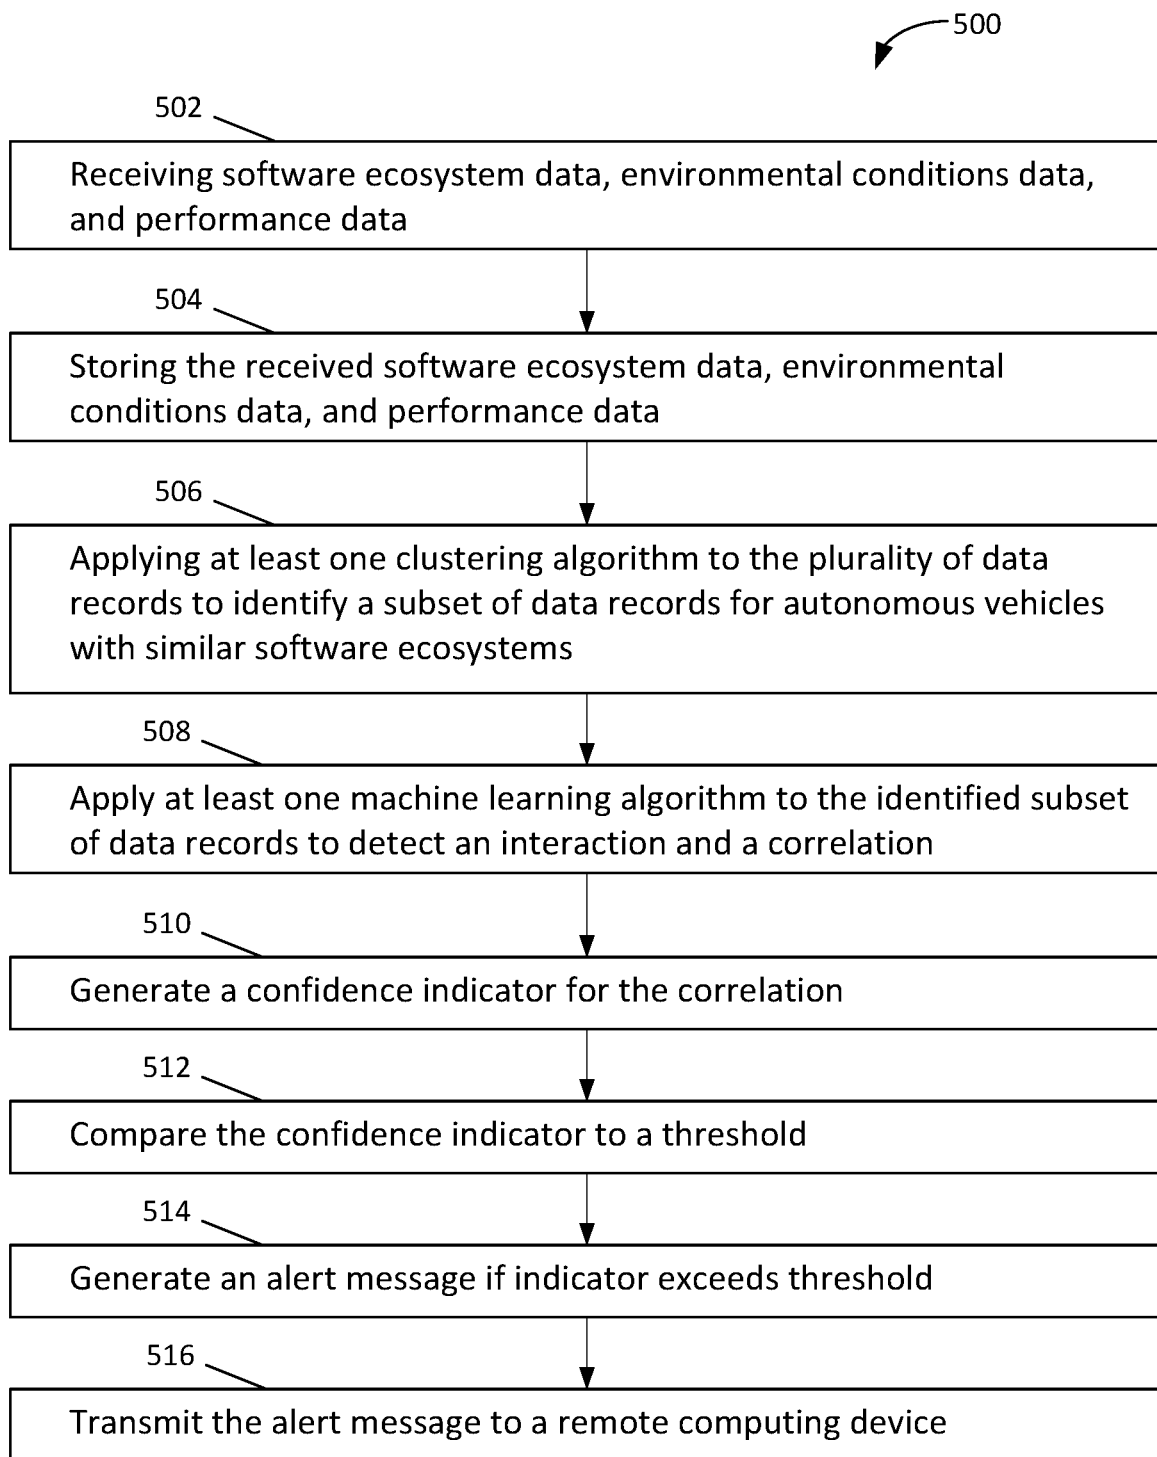 500
502
Receiving software ecosystem data, environmental conditions data,
and performance data
504
Storing the received software ecosystem data, environmental
conditions data, and performance data
506
Applying at least one clustering algorithm to the plurality of data
records to identify a subset of data records for autonomous vehicles
with similar software ecosystems
508
Apply at least one machine learning algorithm to the identified subset
of data records to detect an interaction and a correlation
510
Generate a confidence indicator for the correlation
512
Compare the confidence indicator to a threshold
514
Generate an alert message if indicator exceeds threshold
516
Transmit the alert message to a remote computing device